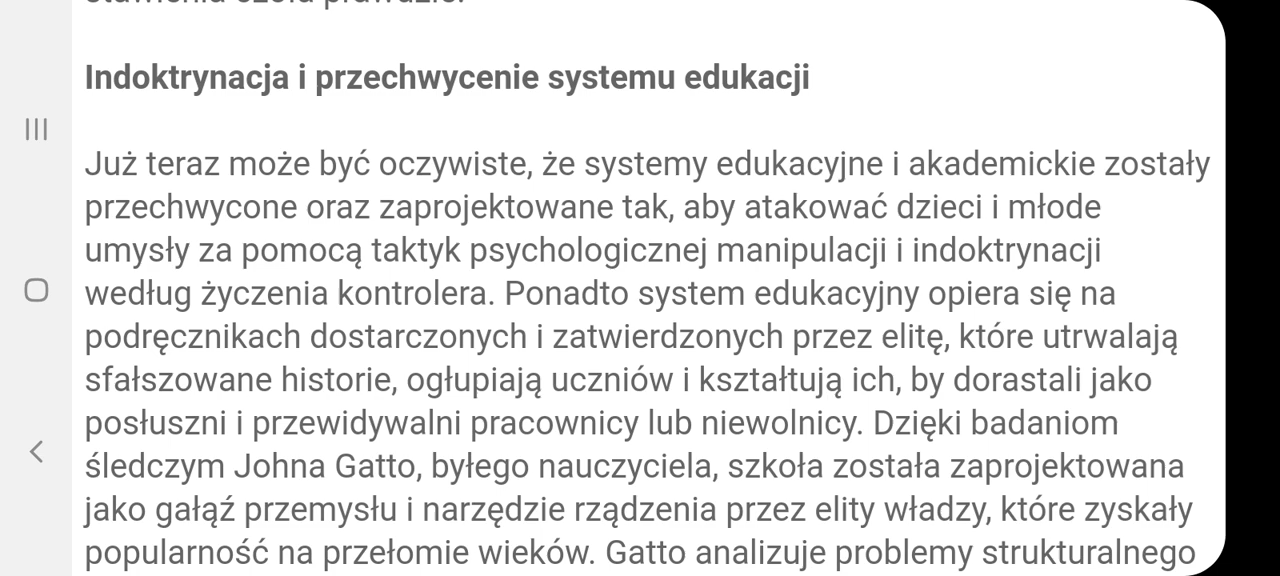 Indoktrynacja i przechwycenie systemu edukacji
Już teraz może być oczywiste, że systemy edukacyjne i akademickie zostały
przechwycone oraz zaprojektowane tak, aby atakować dzieci i młode
umysły za pomocą taktyk psychologicznej manipulacji i indoktrynacji
według życzenia kontrolera. Ponadto system edukacyjny opiera się na
podręcznikach dostarczonych i zatwierdzonych przez elitę, które utrwalają
sfałszowane historie, ogłupiają uczniów i kształtują ich, by dorastali jako
posłuszni i przewidywalni pracownicy lub niewolnicy. Dzięki badaniom
śledczym Johna Gatto, byłego nauczyciela, szkoła została zaprojektowana
jako gałąź przemysłu i narzędzie rządzenia przez elity władzy, które zyskały
popularność na przełomie wieków. Gatto analizuje problemy strukturalnego